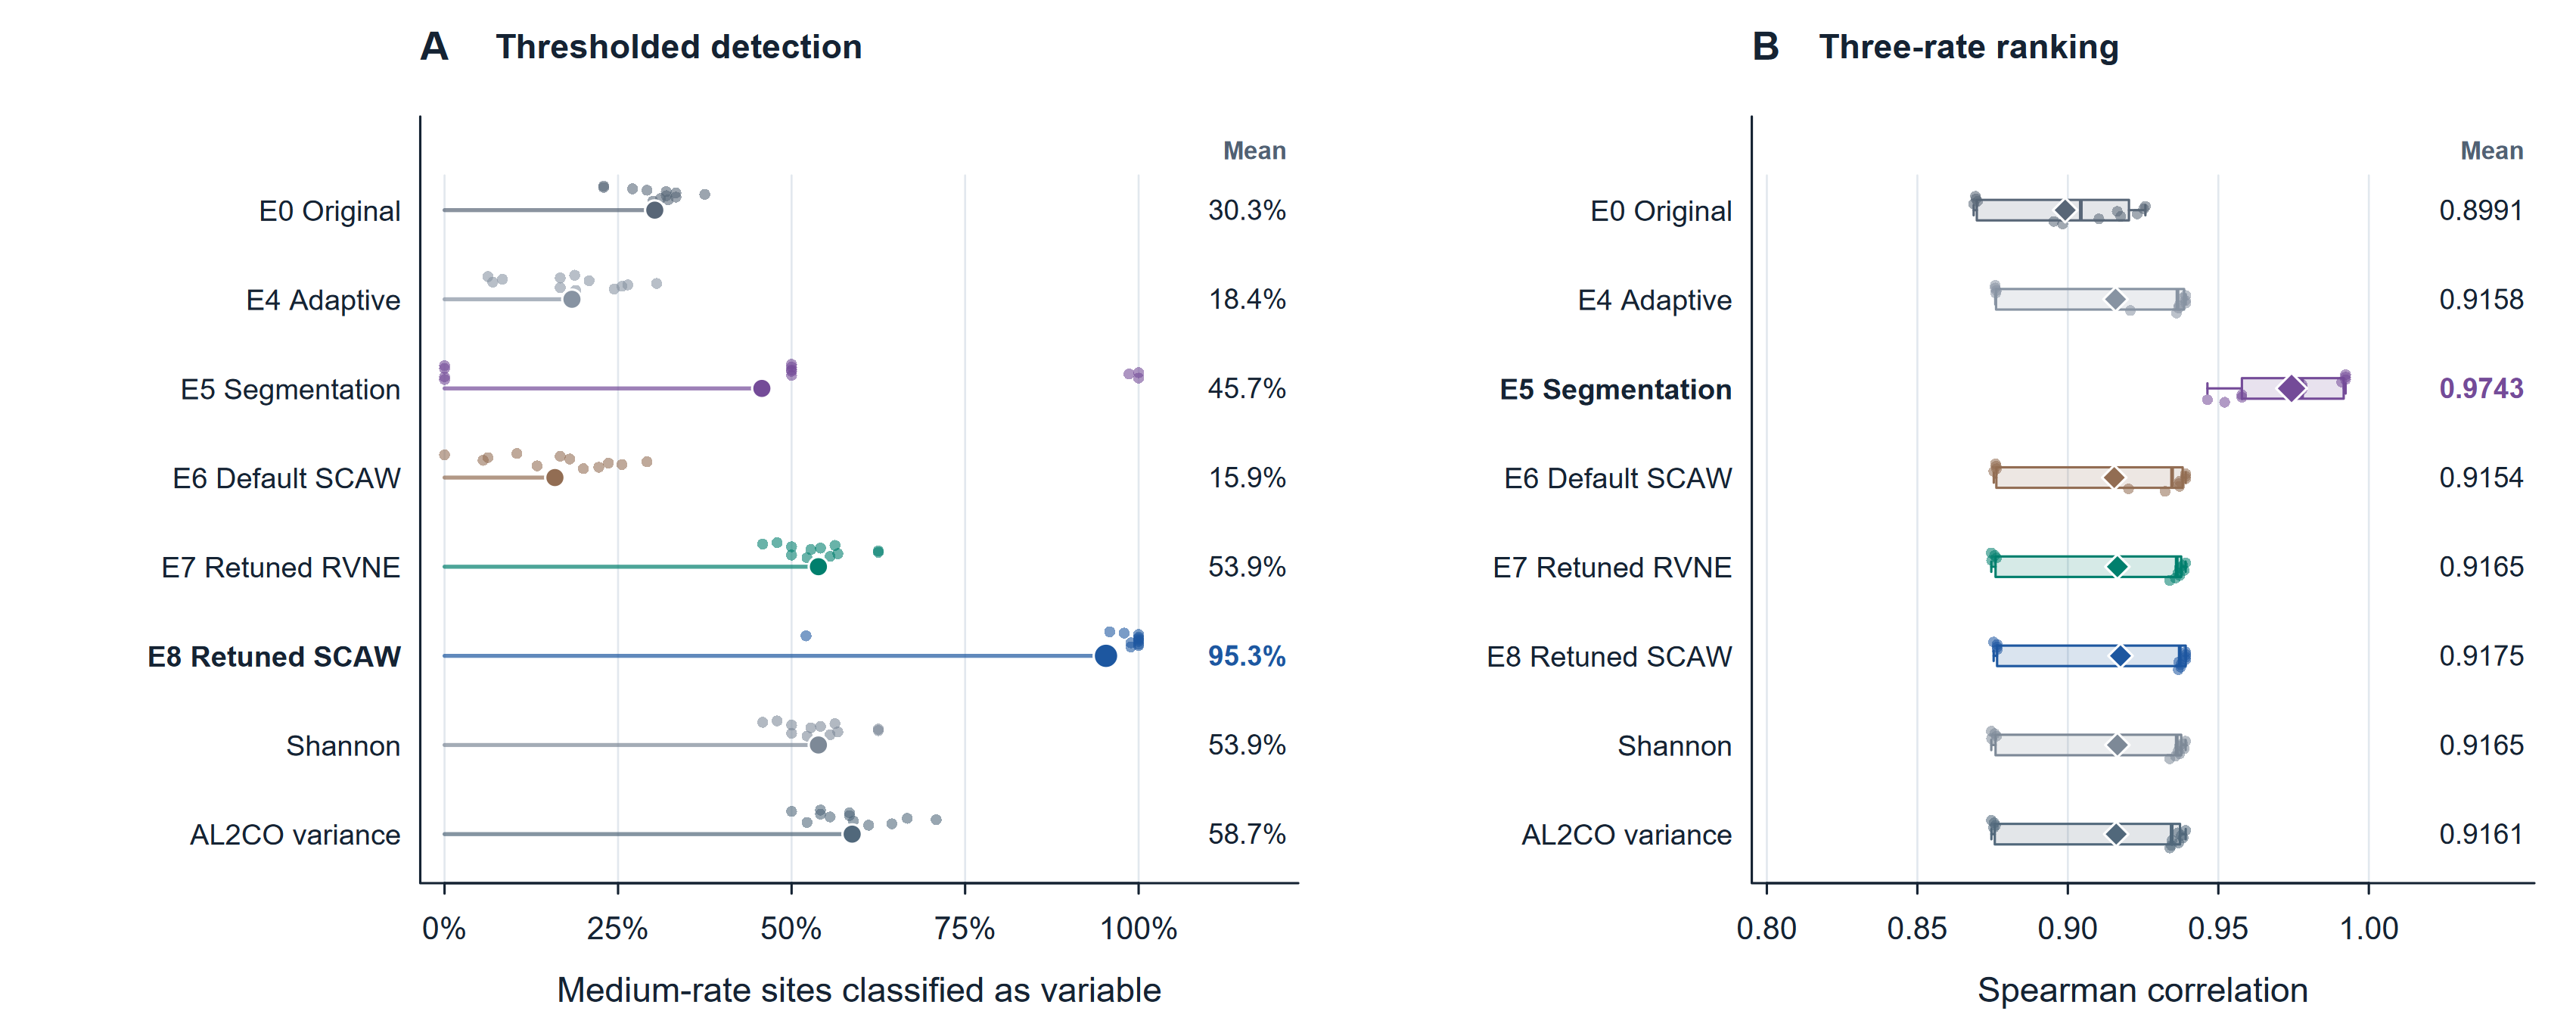 A Thresholded detection
Mean
E0 Original 30.3%
E4 Adaptive 18.4%
E5 Segmentation 45.7%
E6 Default SCAW 15.9%
E7 Retuned RVNE 53.9%
E8 Retuned SCAW 95.3%
Shannon 53.9%
AL2CO variance 58.7%
0% 25% 50% 75% 100%
Medium-rate sites classified as variable
B Three-rate ranking
Mean
E0 Original 0.8991
E4 Adaptive 0.9158
E5 Segmentation 0.9743
E6 Default SCAW 0.9154
E7 Retuned RVNE 0.9165
E8 Retuned SCAW 0.9175
Shannon 0.9165
AL2CO variance 0.9161
0.80 0.85 0.90 0.95 1.00
Spearman correlation